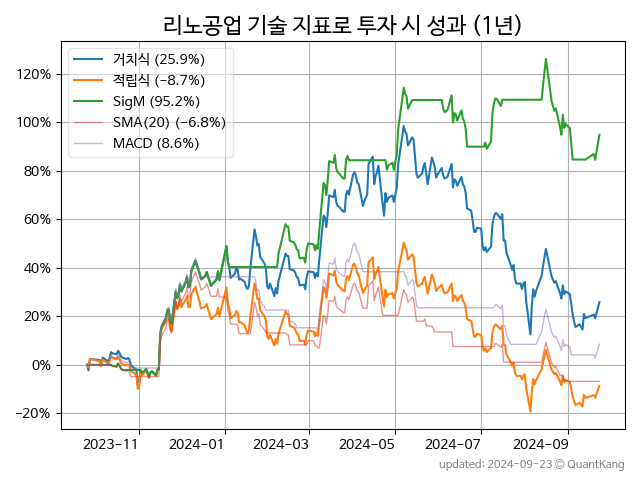 리노공업 기술 지표로 투자 시 성과 (1년)
거치식 (25.9%)
적립식 (−8.7%)
SigM (95.2%)
SMA(20) (−6.8%)
MACD (8.6%)
120%
100%
80%
60%
40%
20%
0%
−20%
2023−11 2024−01 2024−03 2024−05 2024−07 2024−09
updated: 2024−09−23 ⓒ QuantKang